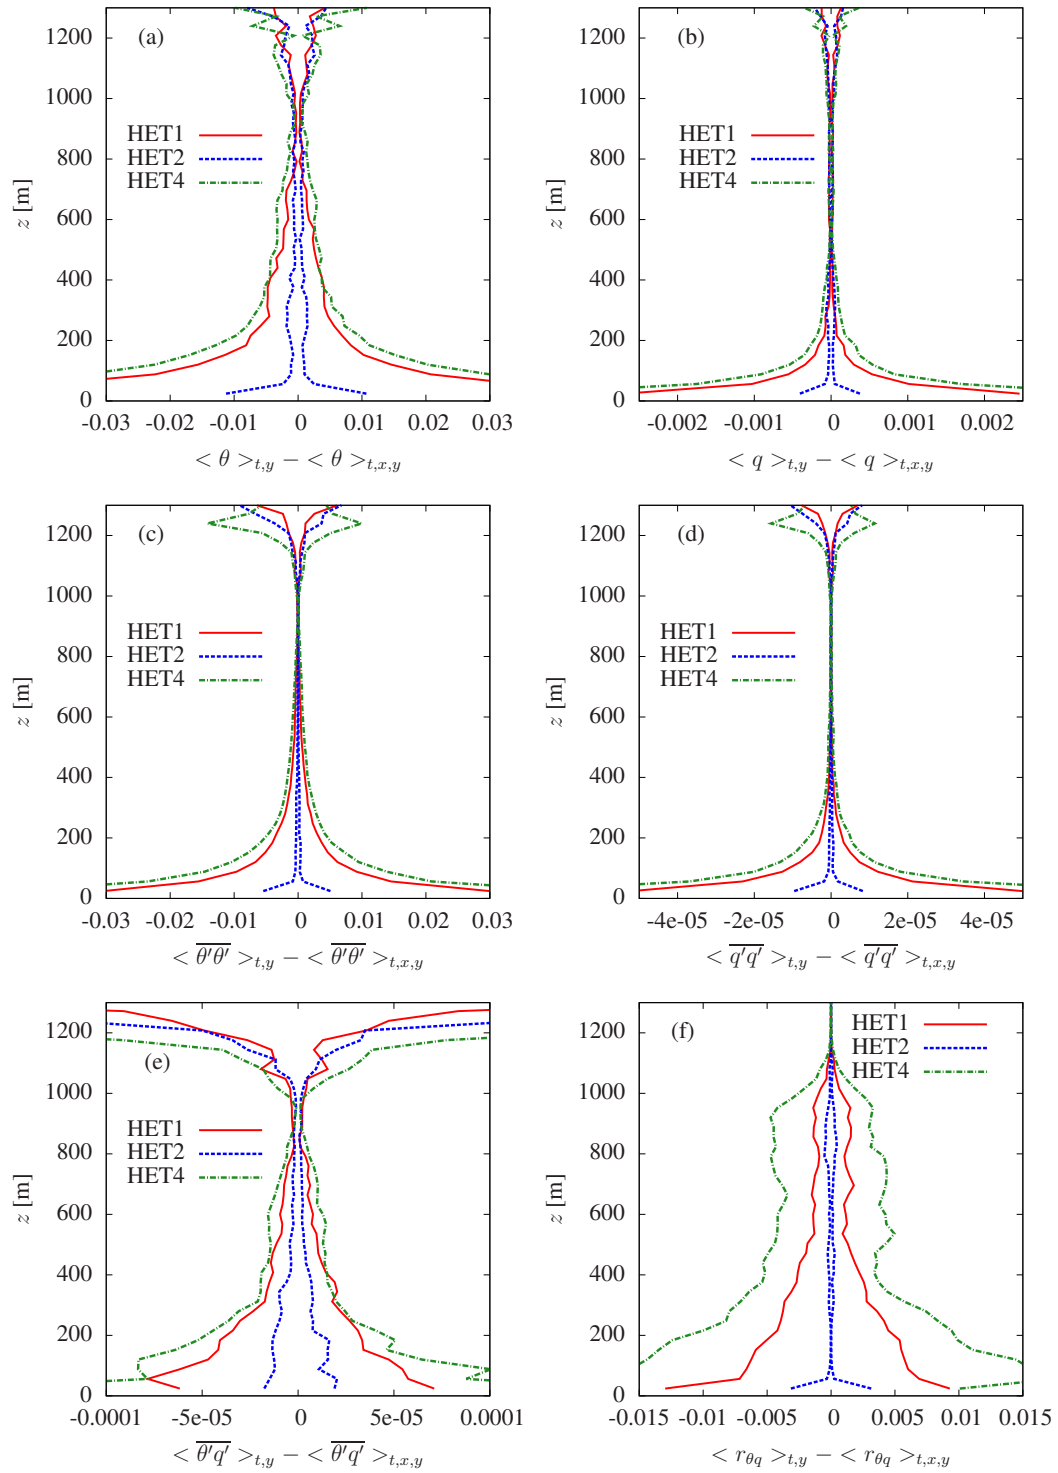 (a)
1200
1000
800
600
400
200
0
z [m]
HET1
HET2
HET4
-0.03 -0.02 -0.01 0 0.01 0.02 0.03
< θ >t,y − < θ >t,x,y
(b)
1200
1000
800
600
400
200
0
z [m]
HET1
HET2
HET4
-0.002 -0.001 0 0.001 0.002
< q >t,y − < q >t,x,y
(c)
1200
1000
800
600
400
200
0
z [m]
HET1
HET2
HET4
-0.03 -0.02 -0.01 0 0.01 0.02 0.03
< θ′θ′ >t,y − < θ′θ′ >t,x,y
(d)
1200
1000
800
600
400
200
0
z [m]
HET1
HET2
HET4
-4e-05 -2e-05 0 2e-05 4e-05
< q′q′ >t,y − < q′q′ >t,x,y
(e)
1200
1000
800
600
400
200
0
z [m]
HET1
HET2
HET4
-0.0001 -5e-05 0 5e-05 0.0001
< θ′q′ >t,y − < θ′q′ >t,x,y
(f)
1200
1000
800
600
400
200
0
z [m]
HET1
HET2
HET4
-0.015 -0.01 -0.005 0 0.005 0.01 0.015
< rθq >t,y − < rθq >t,x,y